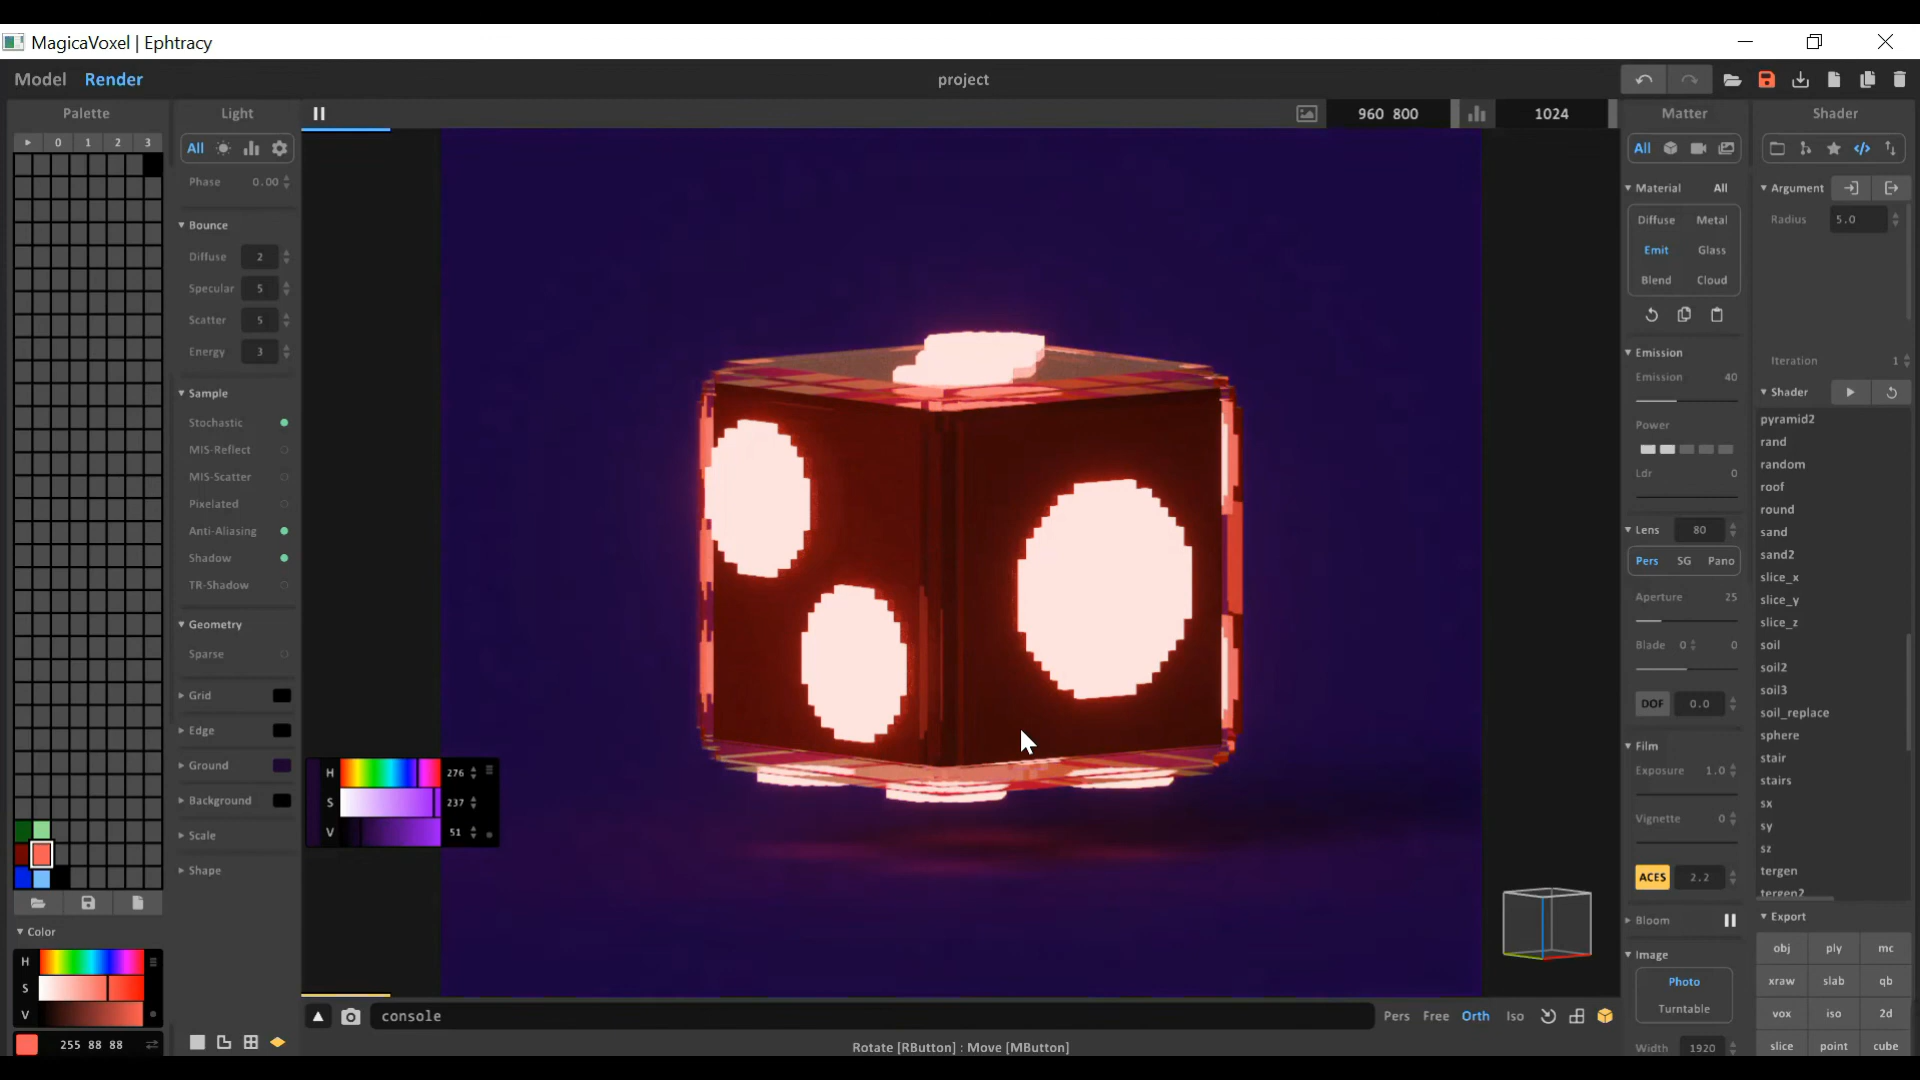 MagicaVoxel | Ephtracy
Model Render project
Palette Light 960 800 1024 Matter Shader
0 1 2 3
All
All
Phase 0.00
Bounce
Diffuse 2
Specular 5
Scatter 5
Energy 3
Sample
Stochastic
MIS-Reflect
MIS-Scatter
Pixelated
Anti-Aliasing
Shadow
TR-Shadow
Geometry
Sparse
Grid
Edge
Ground
Background
Scale
Shape
H 276
S 237
V 51
Color
H
S
V
255 88 88
Material All
Diffuse Metal
Emit Glass
Blend Cloud
Emission
Emission 40
Power
Ldr 0
Lens 80
Pers SG Pano
Aperture 25
Blade 0 0
DOF 0.0
Film
Exposure 1.0
Vignette 0
ACES 2.2
Bloom
Image
Photo
Turntable
Width 1920
Argument
Radius 5.0
Iteration 1
Shader
pyramid2
rand
random
roof
round
sand
sand2
slice_x
slice_y
slice_z
soil
soil2
soil3
soil_replace
sphere
stair
stairs
sx
sy
sz
tergen
tergen2
Export
obj ply mc
xraw slab qb
vox iso 2d
slice point cube
console
Pers Free Orth Iso
Rotate [RButton] : Move [MButton]